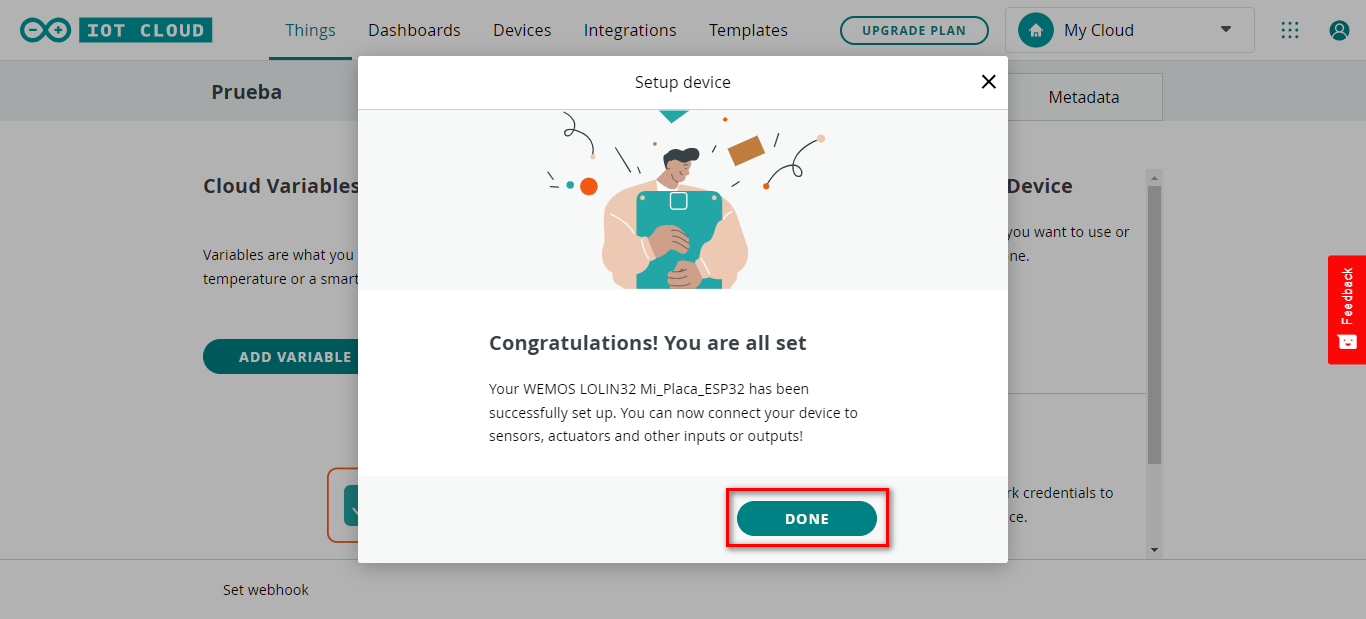 IOT CLOUD
Things
Dashboards
Devices
Integrations
Templates
UPGRADE PLAN
My Cloud
Prueba
Setup device
Metadata
Cloud Variables
Device
Variables are what you
temperature or a smart
you want to use or
ADD VARIABLE
Congratulations! You are all set
Your WEMOS LOLIN32 Mi_Placa_ESP32 has been
successfully set up. You can now connect your device to
sensors, actuators and other inputs or outputs!
credentials to
DONE
Set webhook
Feedback